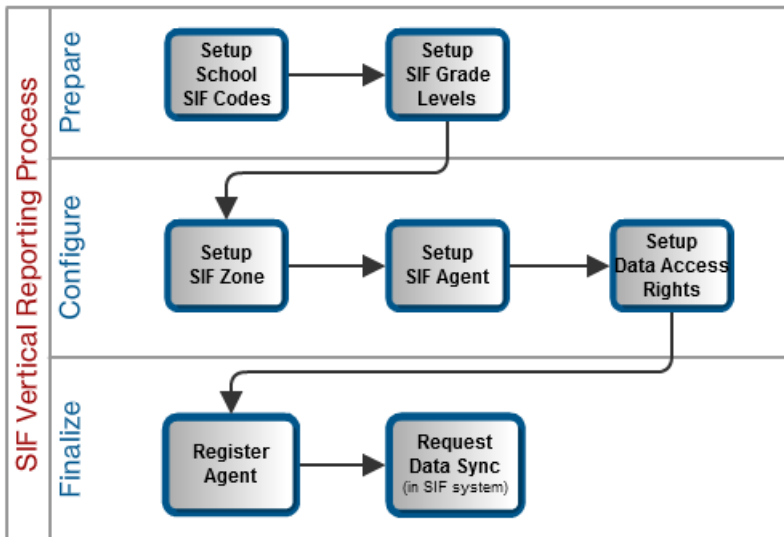 SIF Vertical Reporting Process
Prepare
Setup
School
SIF Codes
Setup
SIF Grade
Levels
Configure
Setup
SIF Zone
Setup
SIF Agent
Setup
Data Access
Rights
Finalize
Register
Agent
Request
Data Sync
(in SIF system)